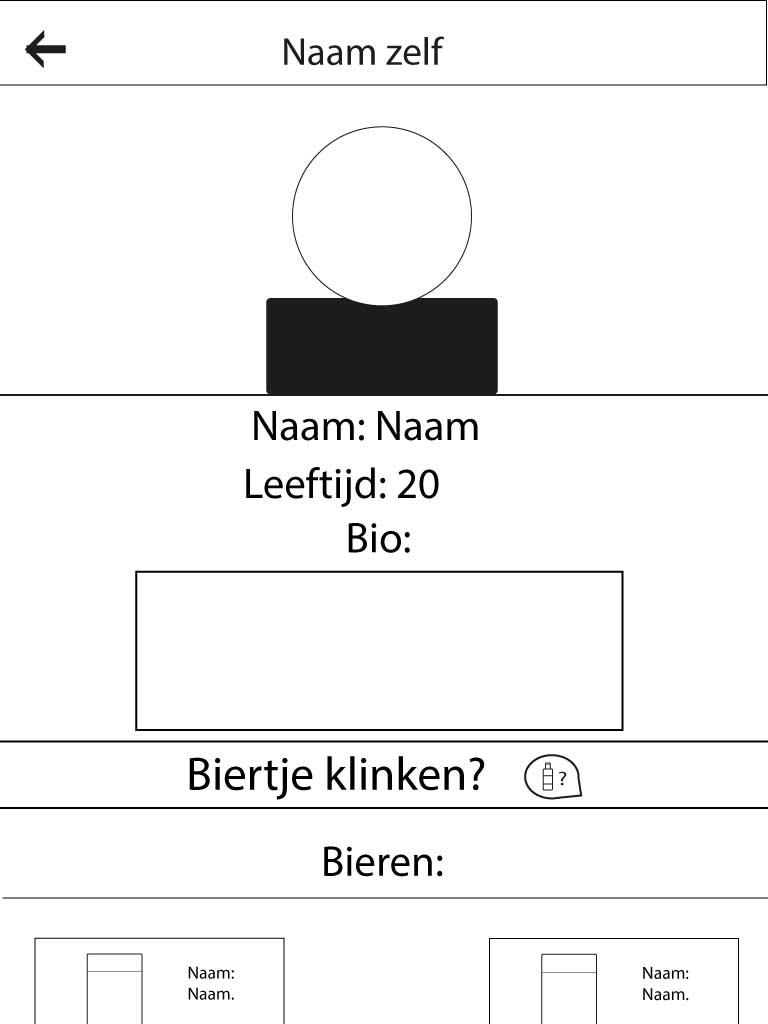 Naam zelf
Naam: Naam
Leeftijd: 20
Bio:
Biertje klinken? ?
Bieren:
Naam:
Naam.
Naam:
Naam.